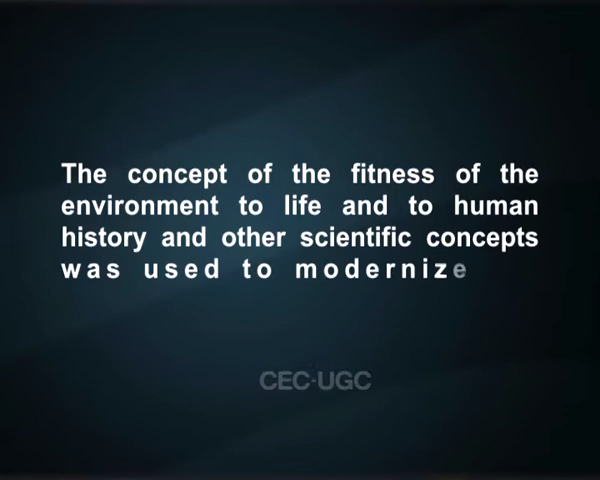 The concept of the fitness of the
environment to life and to human
history and other scientific concepts
was used to modernize
CEC-UGC